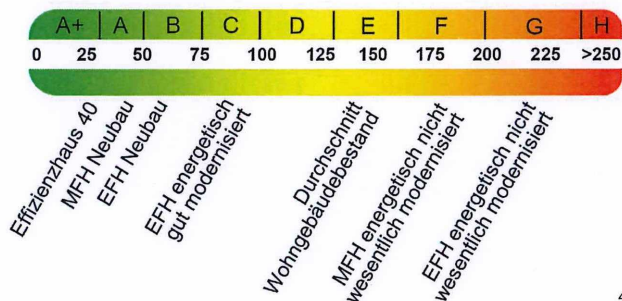 A+ A B C D E F G H
0 25 50 75 100 125 150 175 200 225 >250
Effizienzhaus 40
MFH Neubau
EFH Neubau
EFH energetisch
gut modernisiert
Durchschnitt
Wohngebäudebestand
MFH energetisch nicht
wesentlich modernisiert
EFH energetisch nicht
wesentlich modernisiert